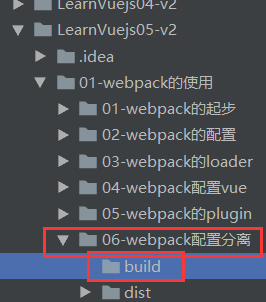 LearnVuejs04-v2
LearnVuejs05-v2
.idea
01-webpack的使用
01-webpack的起步
02-webpack的配置
03-webpack的loader
04-webpack配置vue
05-webpack的plugin
06-webpack配置分离
build
dist